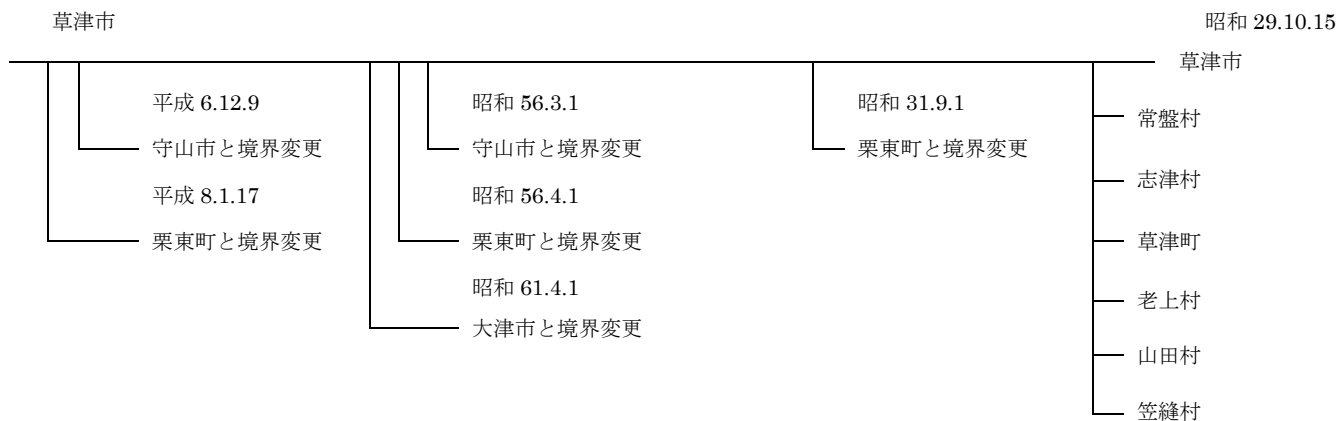 草津市
昭和 29.10.15
草津市
平成 6.12.9
守山市と境界変更
平成 8.1.17
栗東町と境界変更
昭和 56.3.1
守山市と境界変更
昭和 56.4.1
栗東町と境界変更
昭和 61.4.1
大津市と境界変更
昭和 31.9.1
栗東町と境界変更
常盤村
志津村
草津町
老上村
山田村
笠縫村